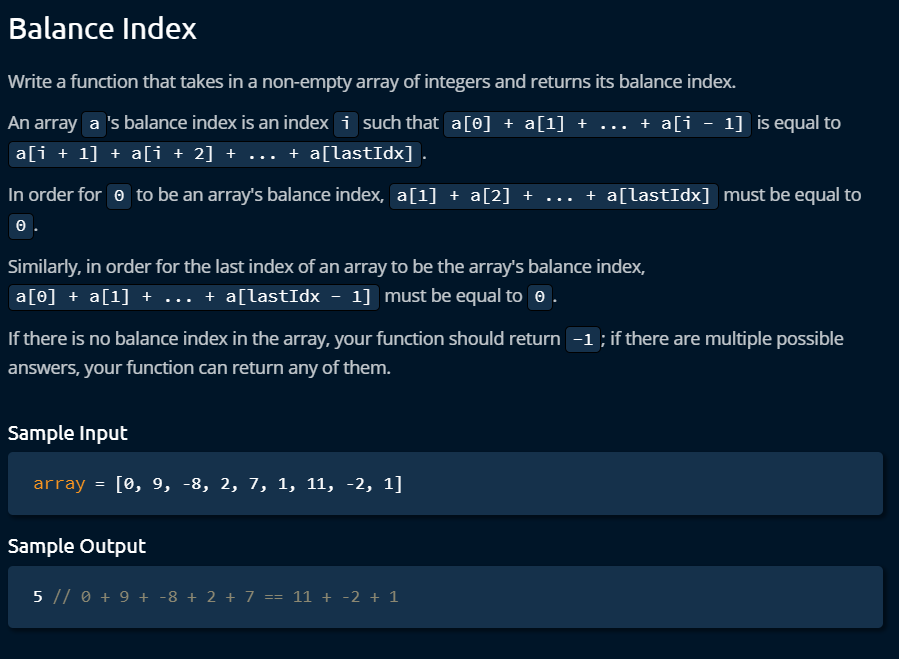 Balance Index
Write a function that takes in a non-empty array of integers and returns its balance index.
An array a's balance index is an index i such that a[0] + a[1] + ... + a[i - 1] is equal to
a[i + 1] + a[i + 2] + ... + a[lastIdx].
In order for 0 to be an array's balance index, a[1] + a[2] + ... + a[lastIdx] must be equal to
0.
Similarly, in order for the last index of an array to be the array's balance index,
a[0] + a[1] + ... + a[lastIdx - 1] must be equal to 0.
If there is no balance index in the array, your function should return -1; if there are multiple possible
answers, your function can return any of them.
Sample Input
array = [0, 9, -8, 2, 7, 1, 11, -2, 1]
Sample Output
5 // 0 + 9 + -8 + 2 + 7 == 11 + -2 + 1